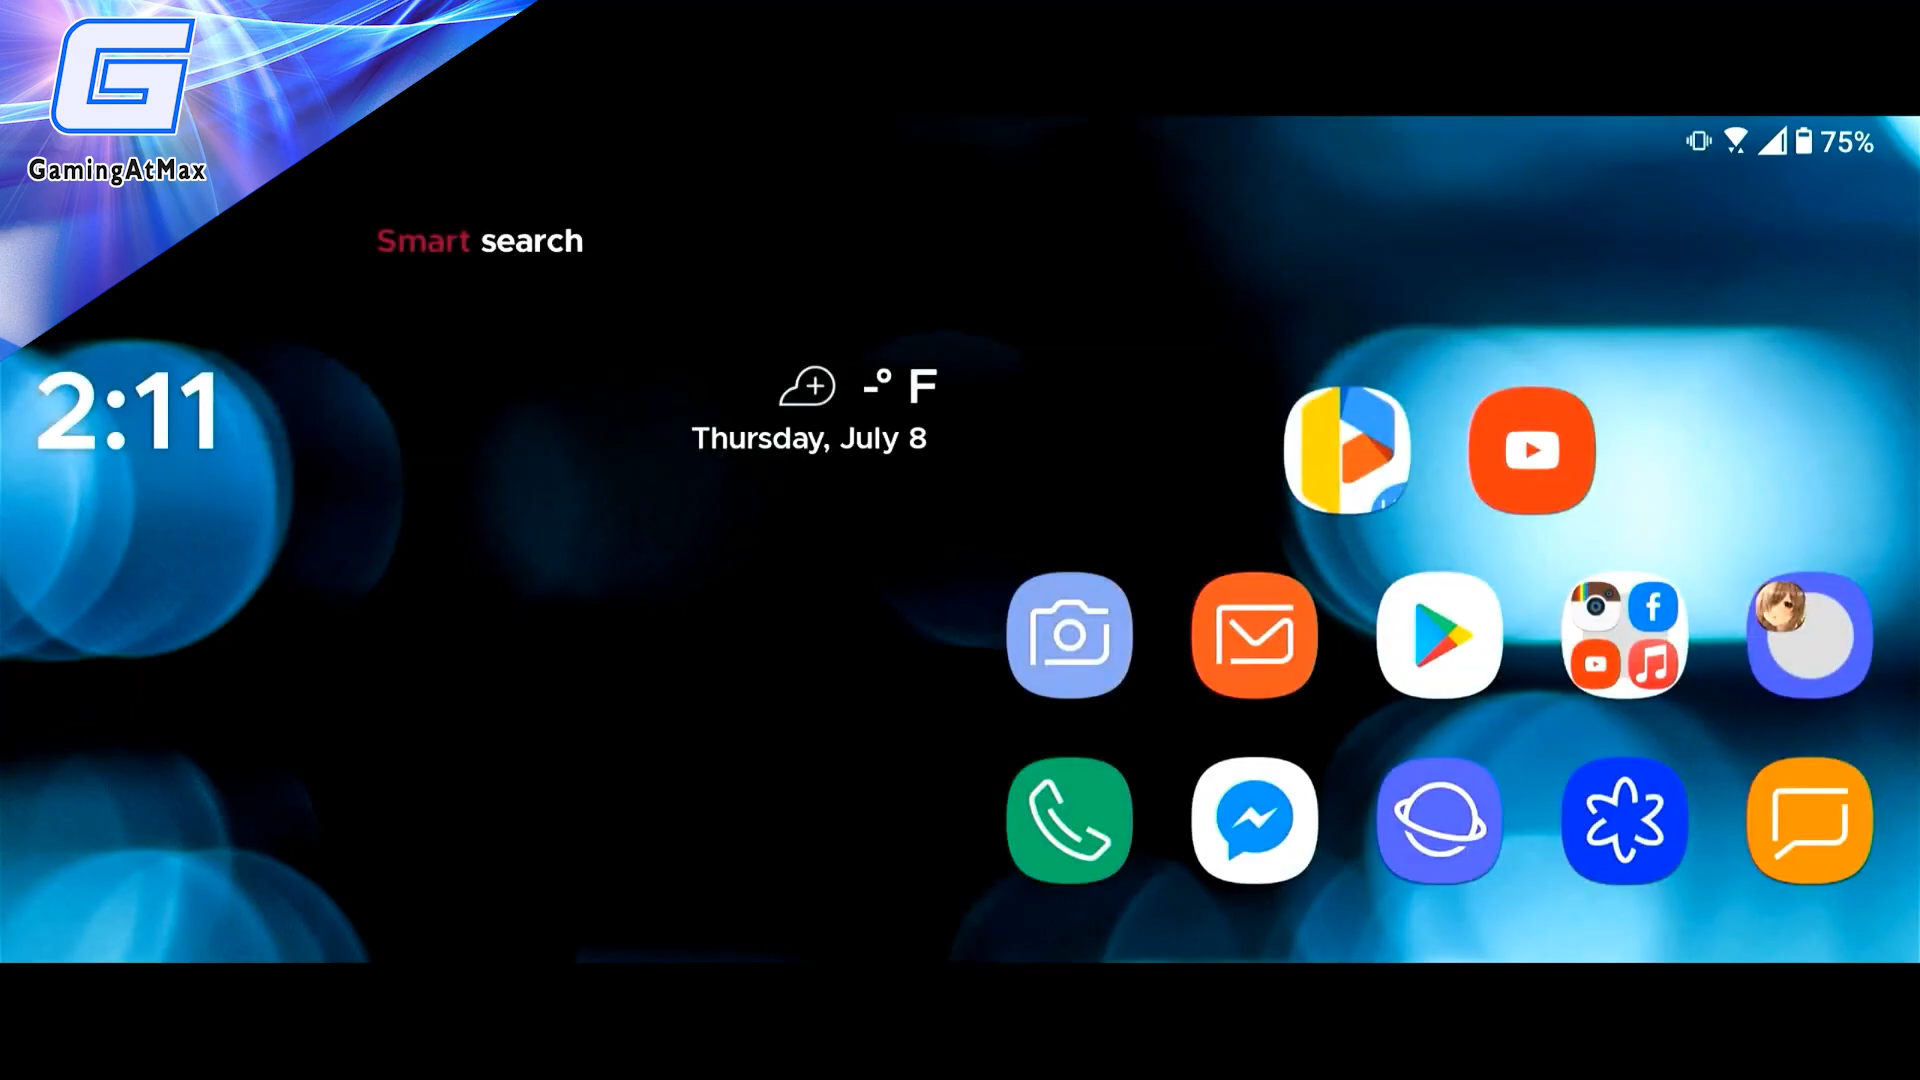 G
GamingAtMax
75%
Smart search
2:11
-° F
Thursday, July 8